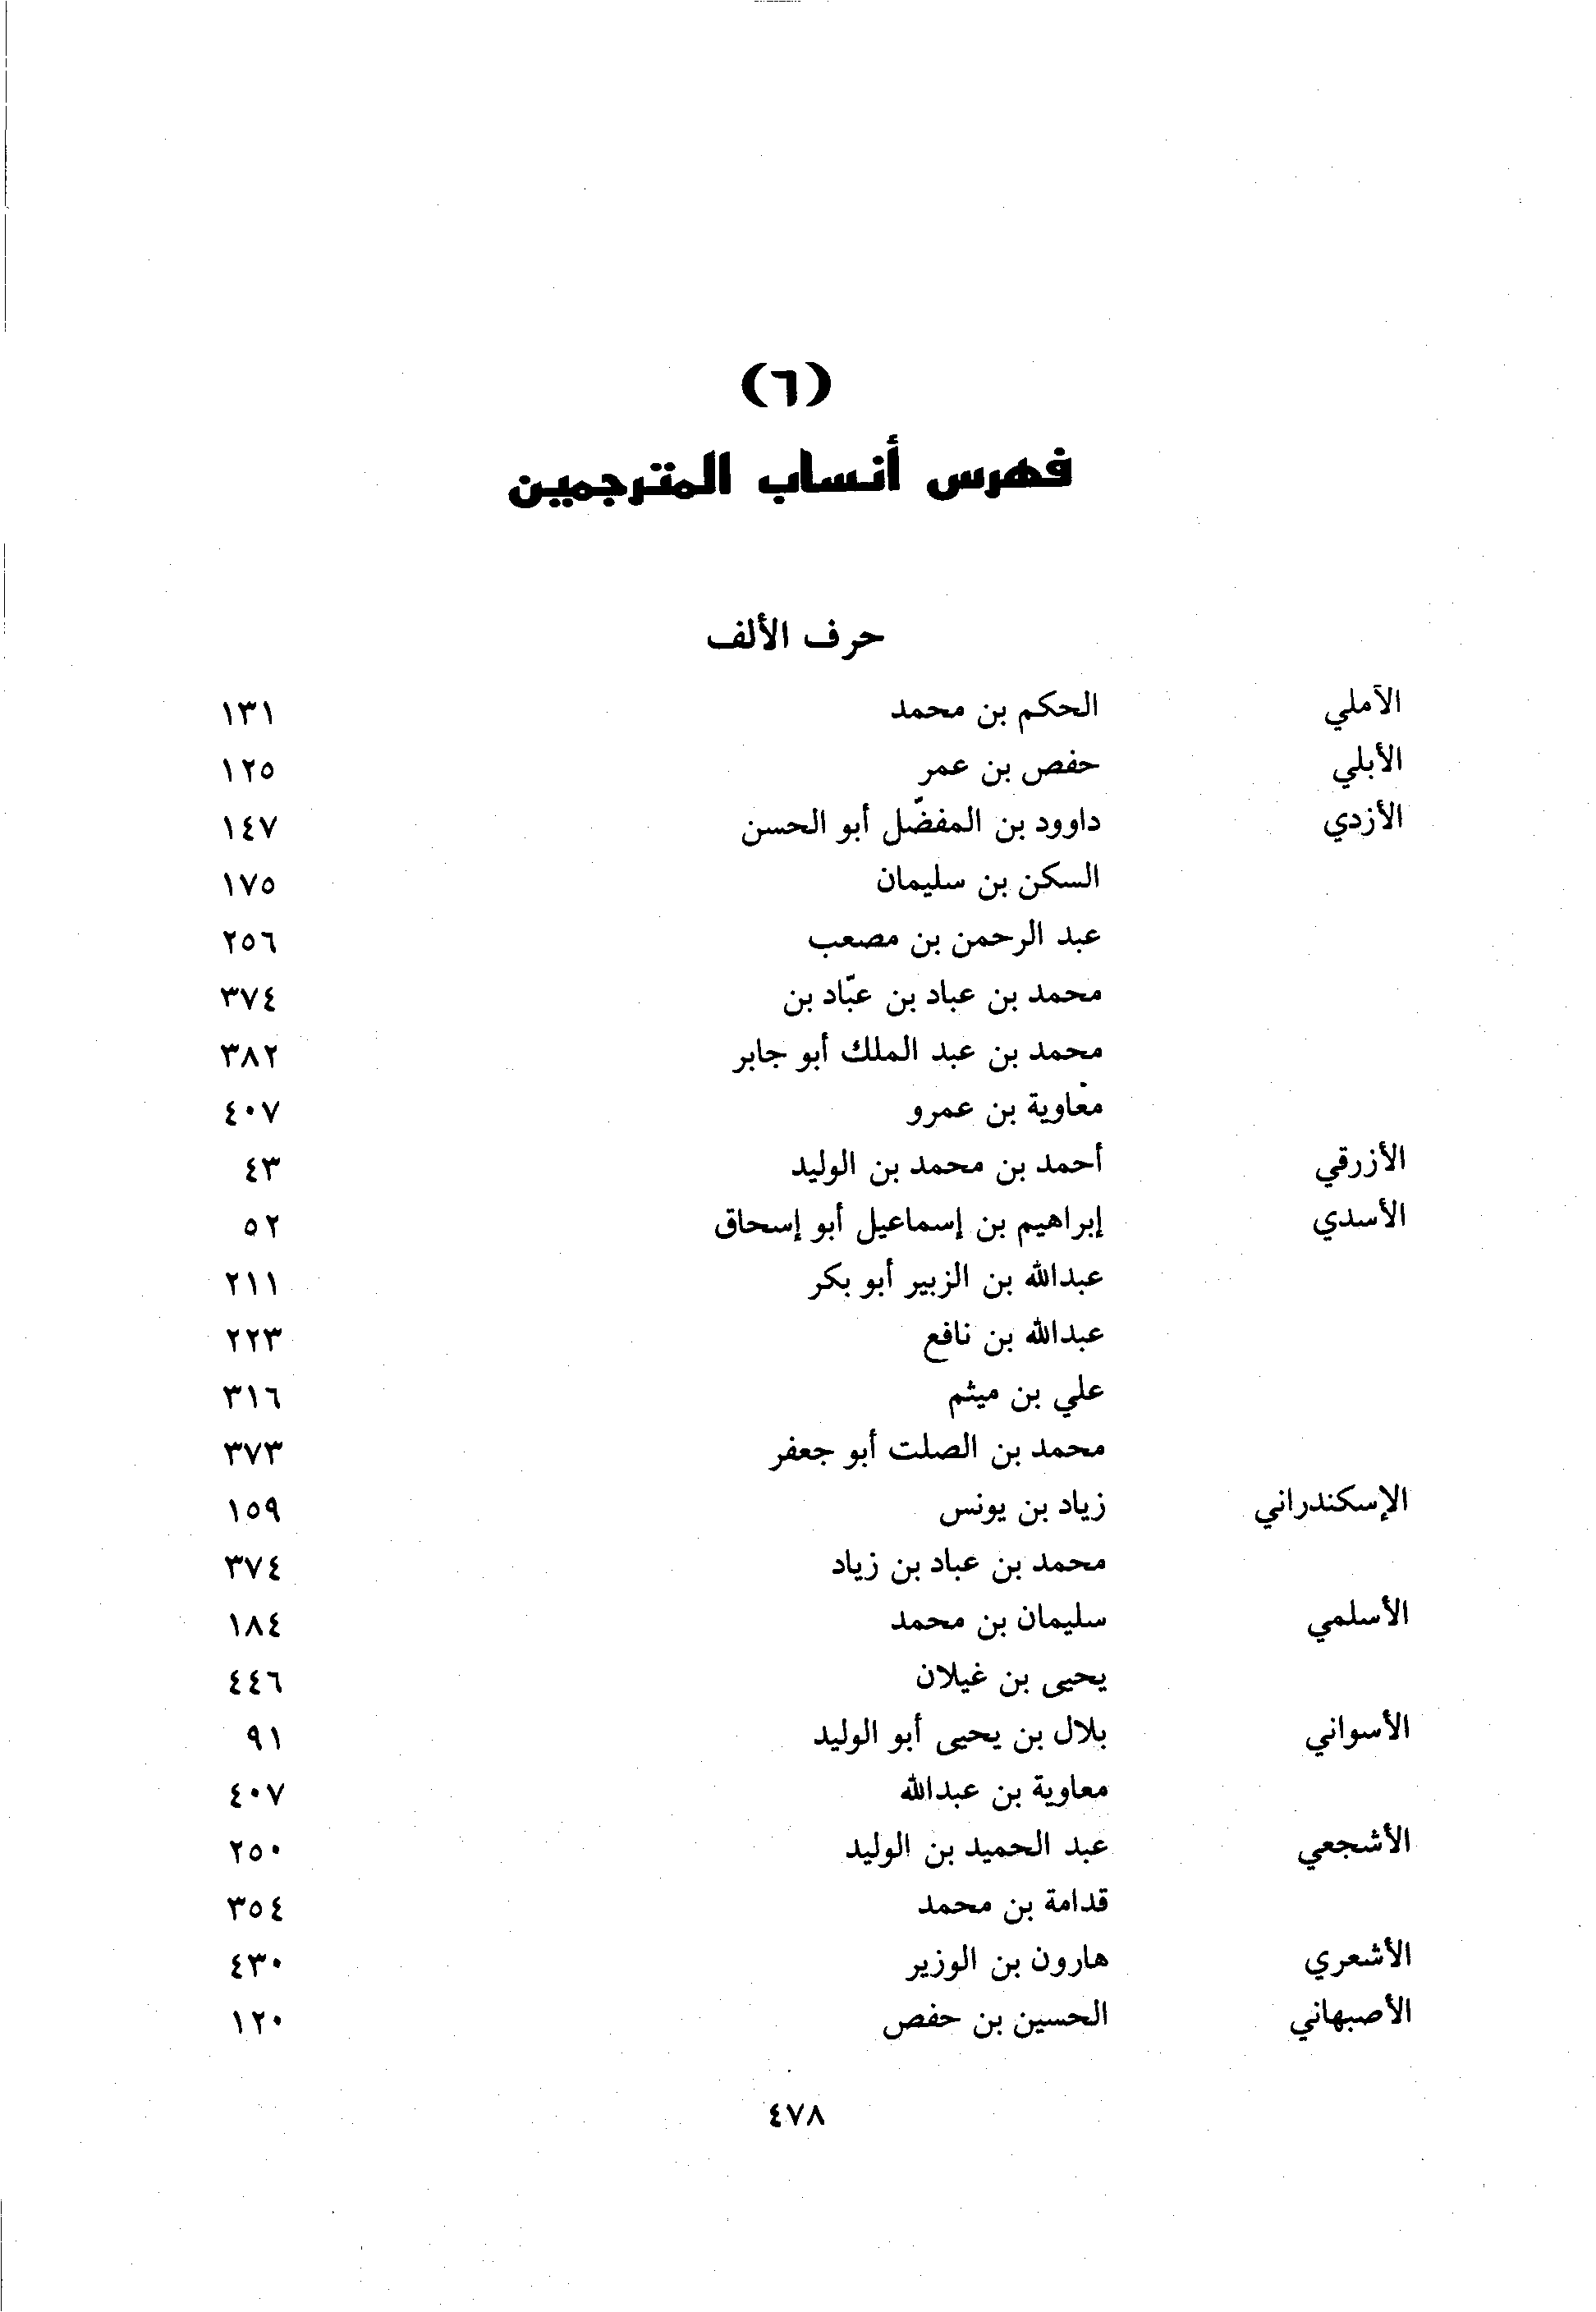 (٦)
فهرس أنساب المترجمين
حرف الألف
الآملي الحكم بن محمد ١٣١
الأبلي حفص بن عمر ١٢٥
الأزدي داوود بن المفضّل أبو الحسن ١٤٧
السكن بن سليمان ١٧٥
عبد الرحمن بن مصعب ٢٥٦
محمد بن عباد بن عبّاد بن ٣٧٤
محمد بن عبد الملك أبو جابر ٣٨٢
معاوية بن عمرو ٤٠٧
الأزرقي أحمد بن محمد بن الوليد ٤٣
الأسدي إبراهيم بن إسماعيل أبو إسحاق ٥٢
عبدالله بن الزبير أبو بكر ٢١١
عبدالله بن نافع ٢٢٣
علي بن ميثم ٣١٦
محمد بن الصلت أبو جعفر ٣٧٣
الإسكندراني زياد بن يونس ١٥٩
محمد بن عباد بن زياد ٣٧٤
الأسلمي سليمان بن محمد ١٨٤
يحيى بن غيلان ٤٤٦
الأسواني بلال بن يحيى أبو الوليد ٩١
معاوية بن عبدالله ٤٠٧
الأشجعي عبد الحميد بن الوليد ٢٥٠
قدامة بن محمد ٣٥٤
الأشعري هارون بن الوزير ٤٣٠
الأصبهاني الحسين بن حفص ١٢٠
٤٧٨